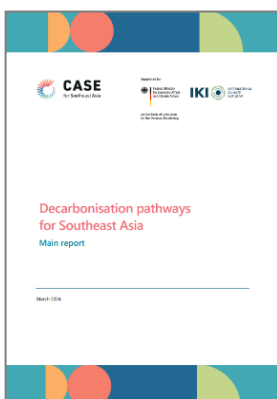 CASE
for Southeast Asia
Supported by:
Federal Ministry
for Economic Affairs
and Climate Action
IKI
INTERNATIONAL
CLIMATE
INITIATIVE
on the basis of a decision
by the German Bundestag
Decarbonisation pathways
for Southeast Asia
Main report
March 2024